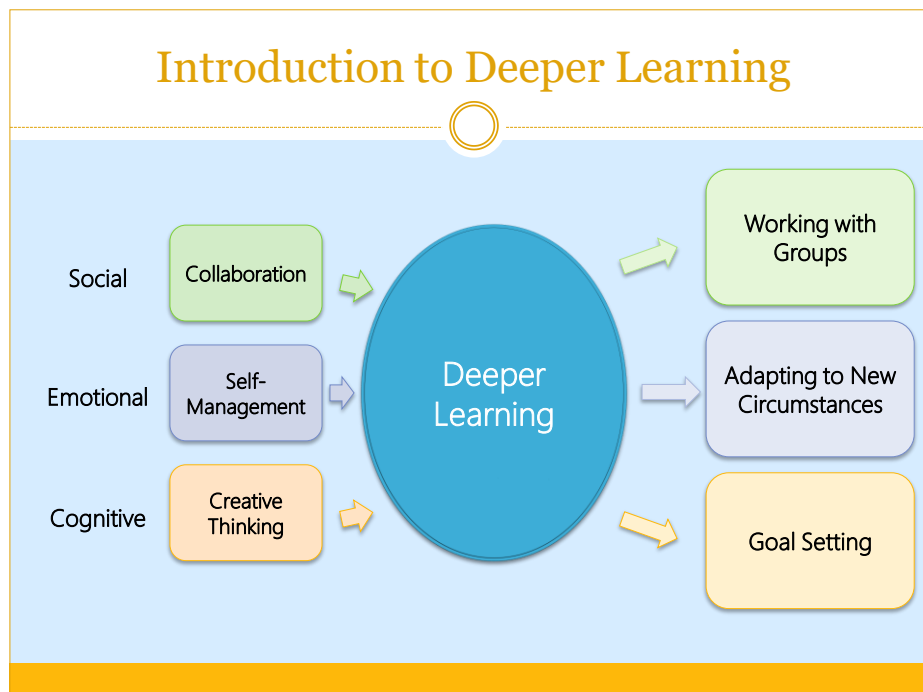 Introduction to Deeper Learning
Social
Collaboration
Emotional
Self-
Management
Cognitive
Creative
Thinking
Deeper
Learning
Working with
Groups
Adapting to New
Circumstances
Goal Setting